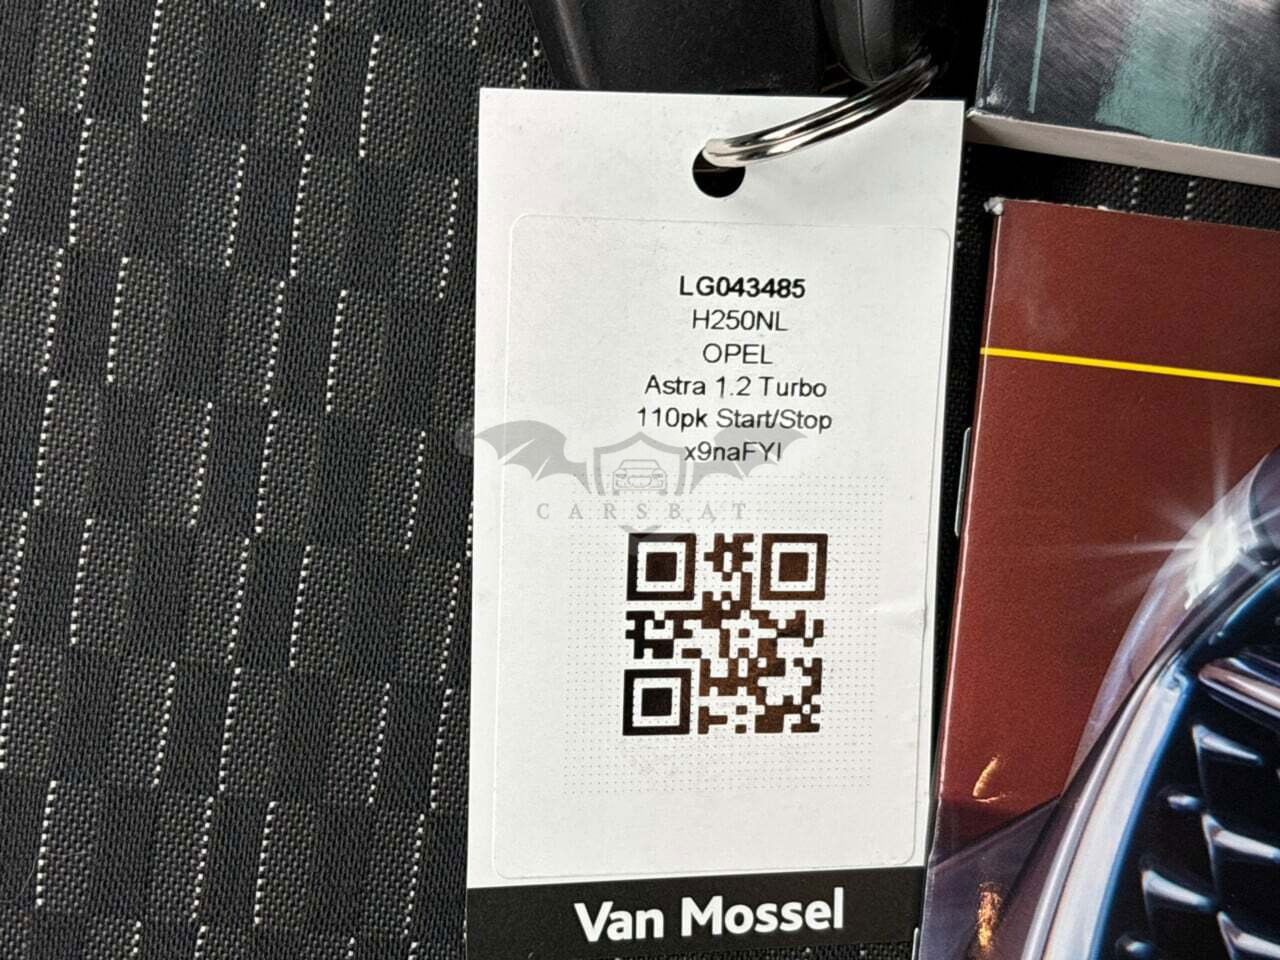 LG043485
H250NL
OPEL
Astra 1.2 Turbo
110pk Start/Stop
x9naFYI
CARSBAT
Van Mossel